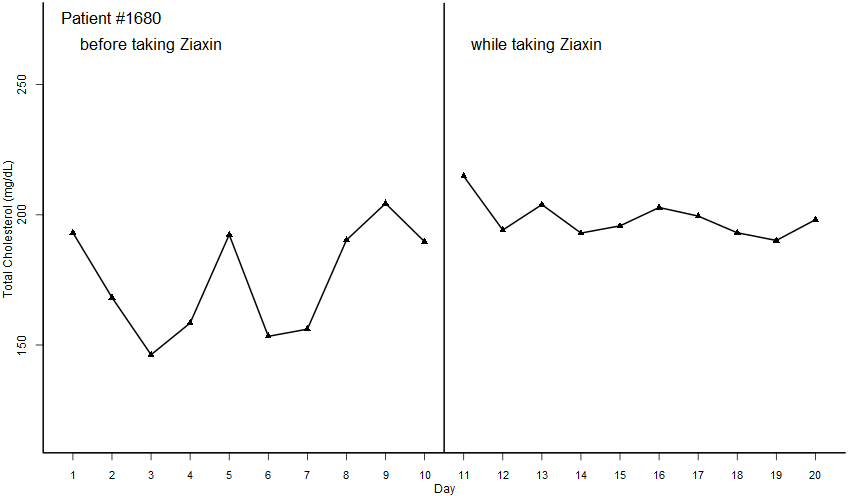 Patient #1680
before taking Ziaxin
while taking Ziaxin
Total Cholesterol (mg/dL)
250
200
150
1 2 3 4 5 6 7 8 9 10 11 12 13 14 15 16 17 18 19 20
Day